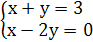 x + y = 3
x − 2y = 0